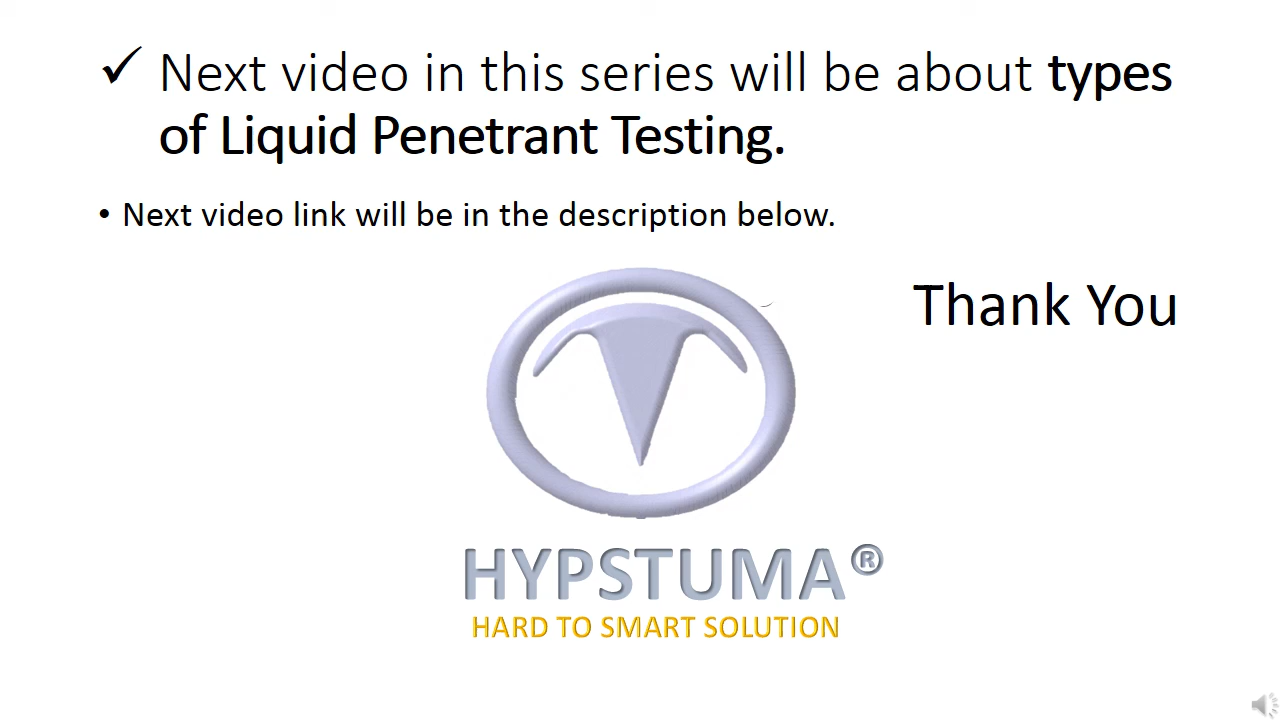 ✓ Next video in this series will be about types
of Liquid Penetrant Testing.
• Next video link will be in the description below.
Thank You
HYPSTUMA®
HARD TO SMART SOLUTION